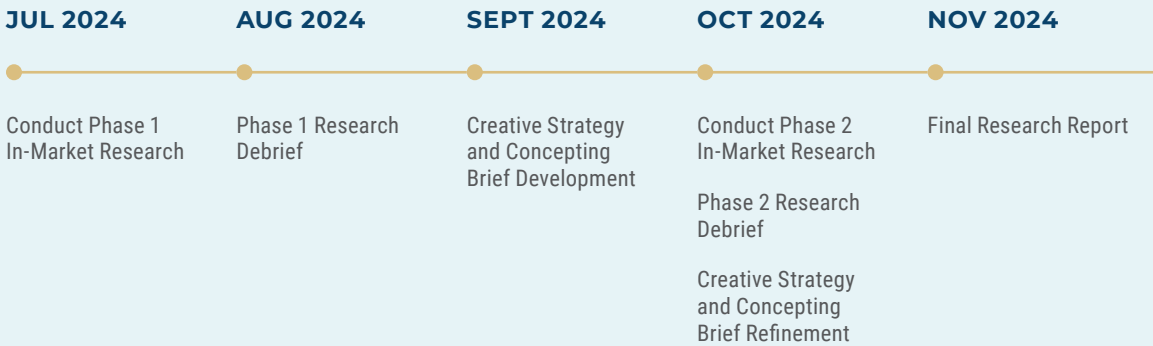 JUL 2024
AUG 2024
SEPT 2024
OCT 2024
NOV 2024
Conduct Phase 1
In-Market Research
Phase 1 Research
Debrief
Creative Strategy
and Concepting
Brief Development
Conduct Phase 2
In-Market Research
Phase 2 Research
Debrief
Creative Strategy
and Concepting
Brief Refinement
Final Research Report